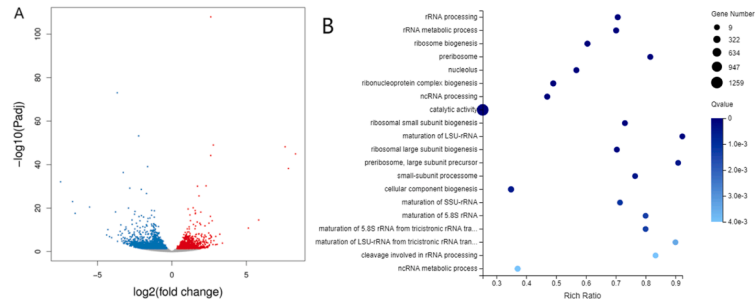 A
−log10(Padj)
100
80
60
40
20
0
−5
0
5
log2(fold change)
B
rRNA processing
rRNA metabolic process
ribosome biogenesis
preribosome
nucleolus
ribonucleoprotein complex biogenesis
ncRNA processing
catalytic activity
ribosomal small subunit biogenesis
maturation of LSU-rRNA
ribosomal large subunit biogenesis
preribosome, large subunit precursor
small-subunit processome
cellular component biogenesis
maturation of SSU-rRNA
maturation of 5.8S rRNA
maturation of 5.8S rRNA from tricistronic rRNA tra...
maturation of LSU-rRNA from tricistronic rRNA tran...
cleavage involved in rRNA processing
ncRNA metabolic process
0.3 0.4 0.5 0.6 0.7 0.8 0.9
Rich Ratio
Gene Number
9
322
634
947
1259
Qvalue
0
1.0e-3
2.0e-3
3.0e-3
4.0e-3